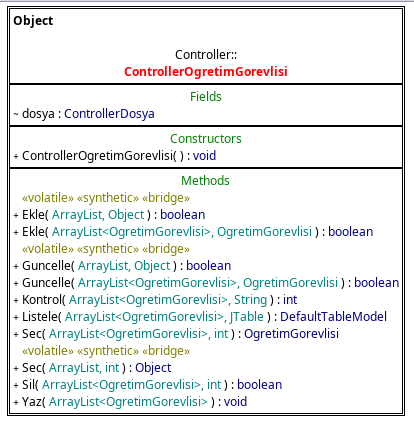 Object
Controller::
ControllerOgretimGorevlisi
Fields
~ dosya : ControllerDosya
Constructors
+ ControllerOgretimGorevlisi( ) : void
Methods
«volatile» «synthetic» «bridge»
+ Ekle( ArrayList, Object ) : boolean
+ Ekle( ArrayList<OgretimGorevlisi>, OgretimGorevlisi ) : boolean
«volatile» «synthetic» «bridge»
+ Guncelle( ArrayList, Object ) : boolean
+ Guncelle( ArrayList<OgretimGorevlisi>, OgretimGorevlisi ) : boolean
+ Kontrol( ArrayList<OgretimGorevlisi>, String ) : int
+ Listele( ArrayList<OgretimGorevlisi>, JTable ) : DefaultTableModel
+ Sec( ArrayList<OgretimGorevlisi>, int ) : OgretimGorevlisi
«volatile» «synthetic» «bridge»
+ Sec( ArrayList, int ) : Object
+ Sil( ArrayList<OgretimGorevlisi>, int ) : boolean
+ Yaz( ArrayList<OgretimGorevlisi> ) : void